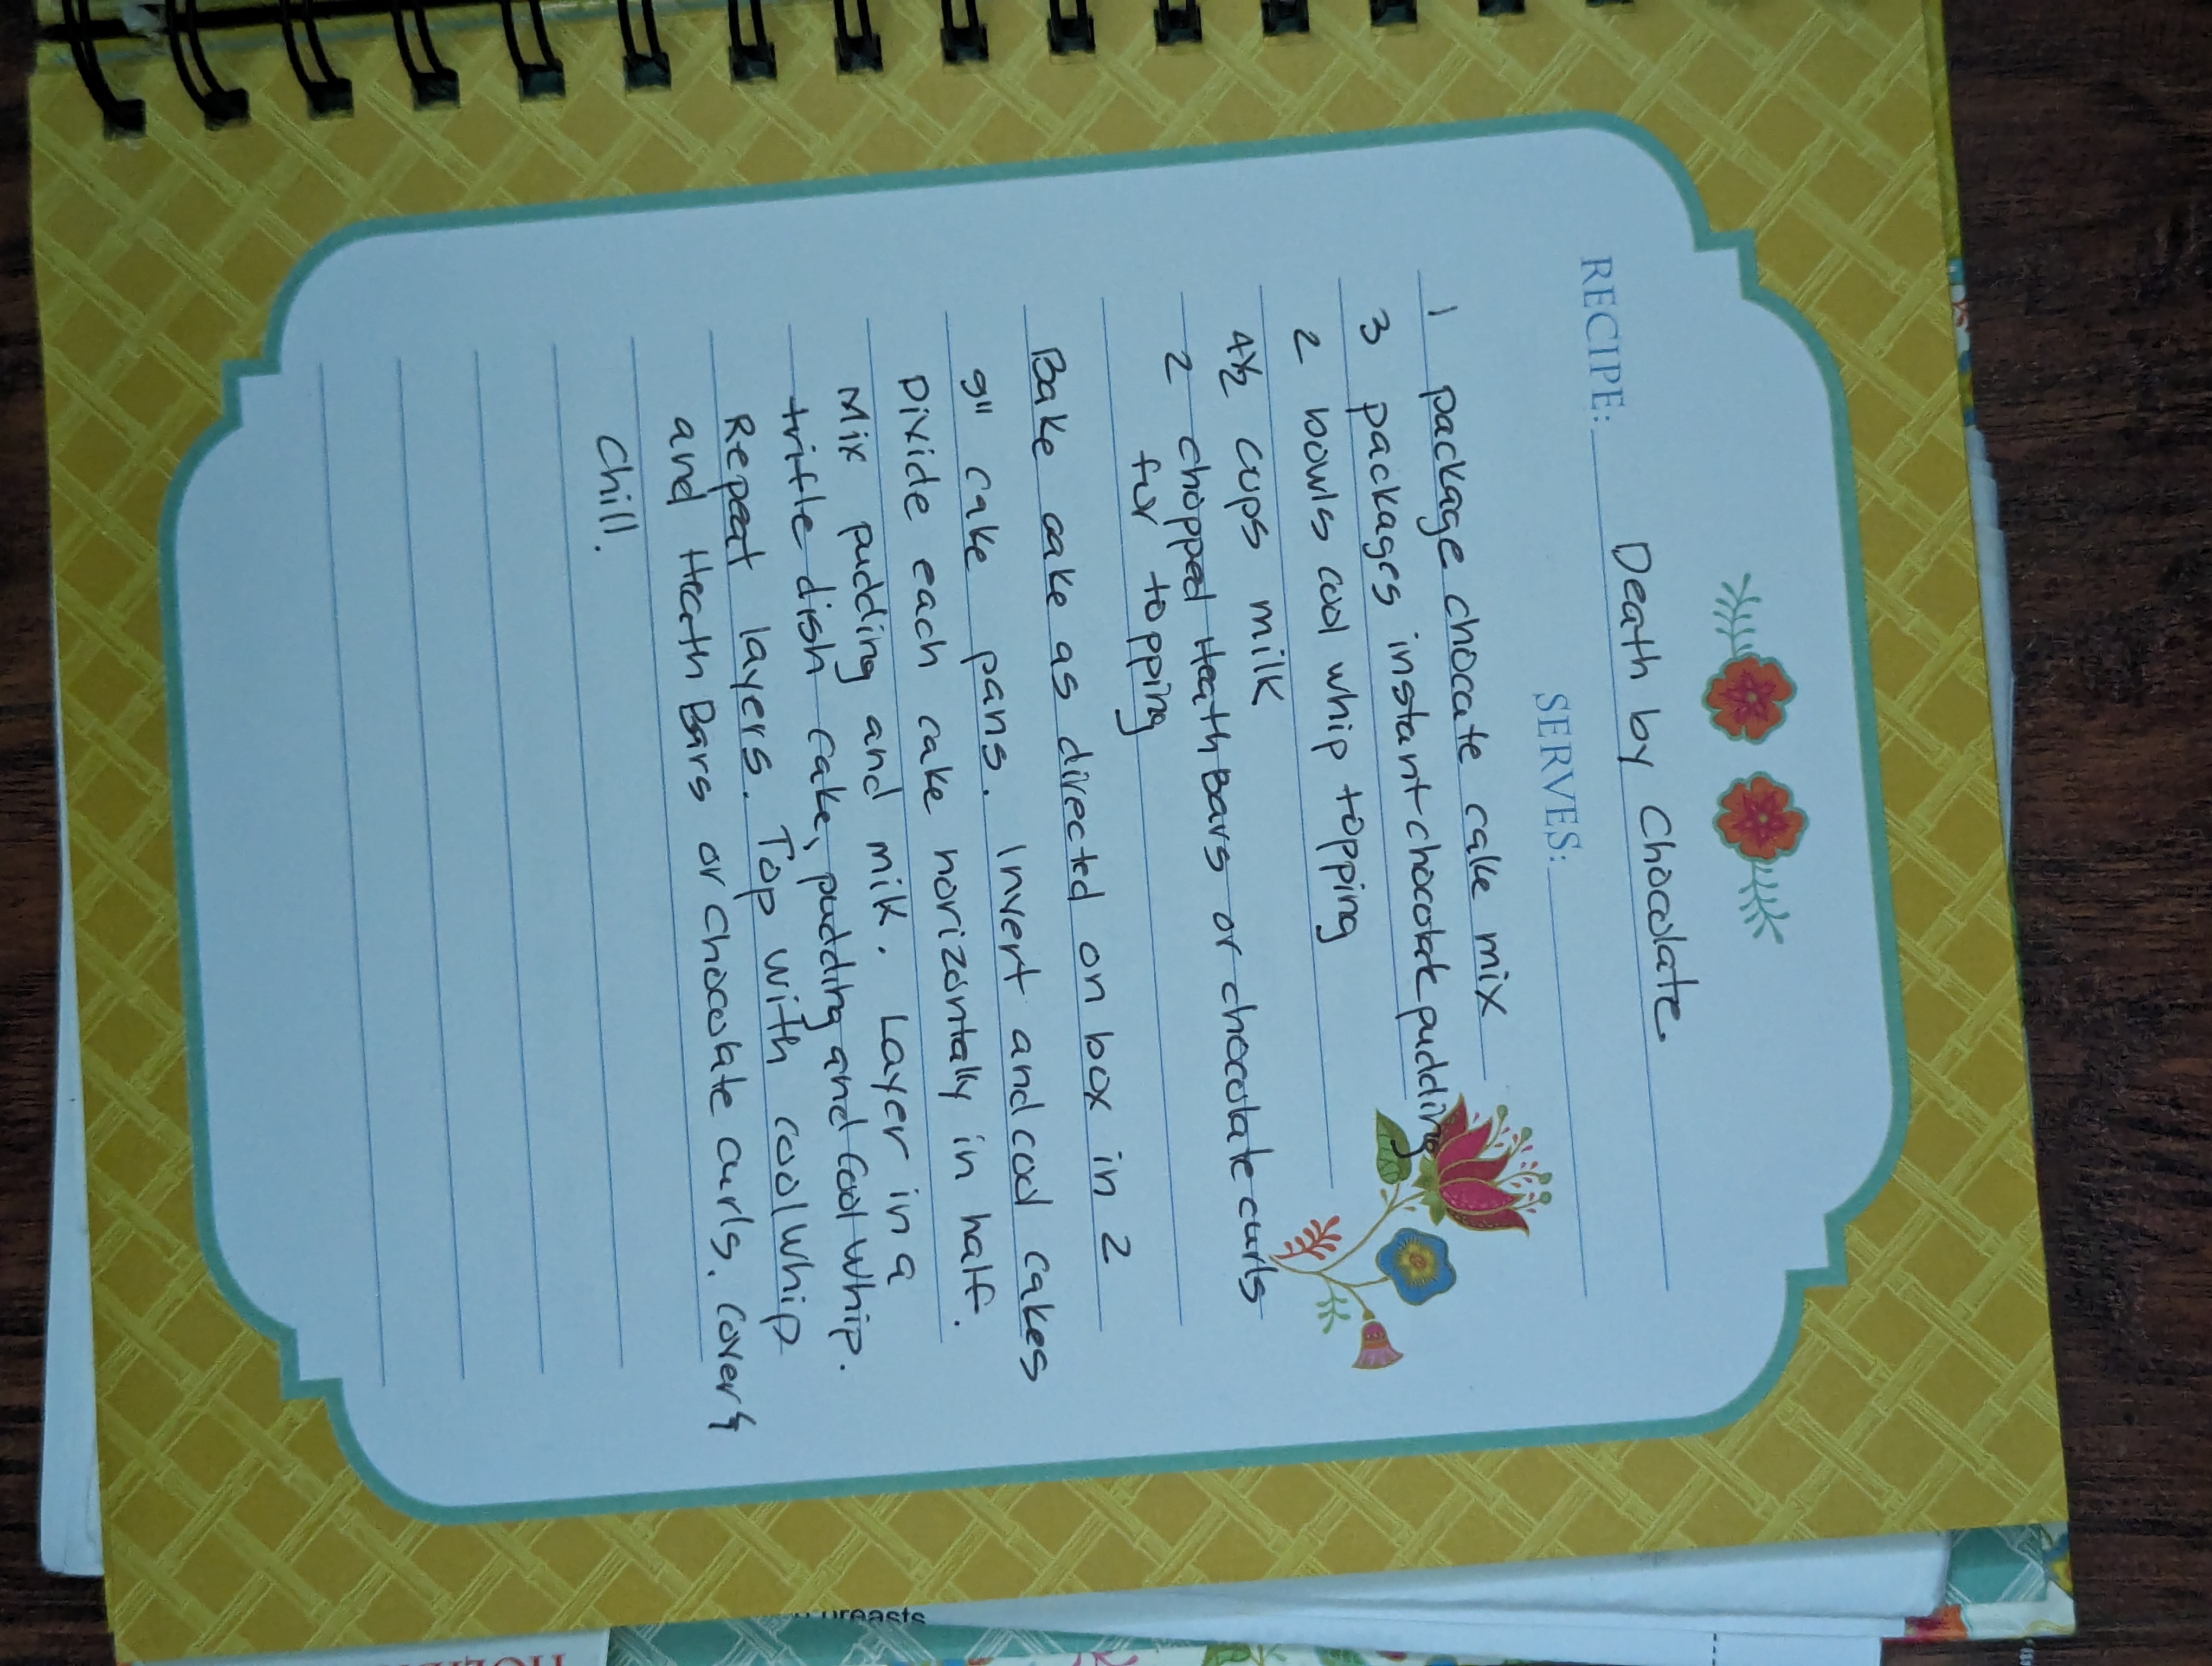 RECIPE: Death by Chocolate
SERVES:
1 package chocolate cake mix
3 packages instant chocolate pudding
2 bowls cool whip topping
4½ cups milk
2 chopped Heath Bars or chocolate curls
for topping
Bake cake as directed on box in 2
9" cake pans. Invert and cool cakes
Divide each cake horizontally in half.
Mix pudding and milk. Layer in a
trifle dish cake, pudding and Cool Whip.
Repeat layers. Top with cool whip
and Heath Bars or chocolate curls. Cover &
Chill.
breasts